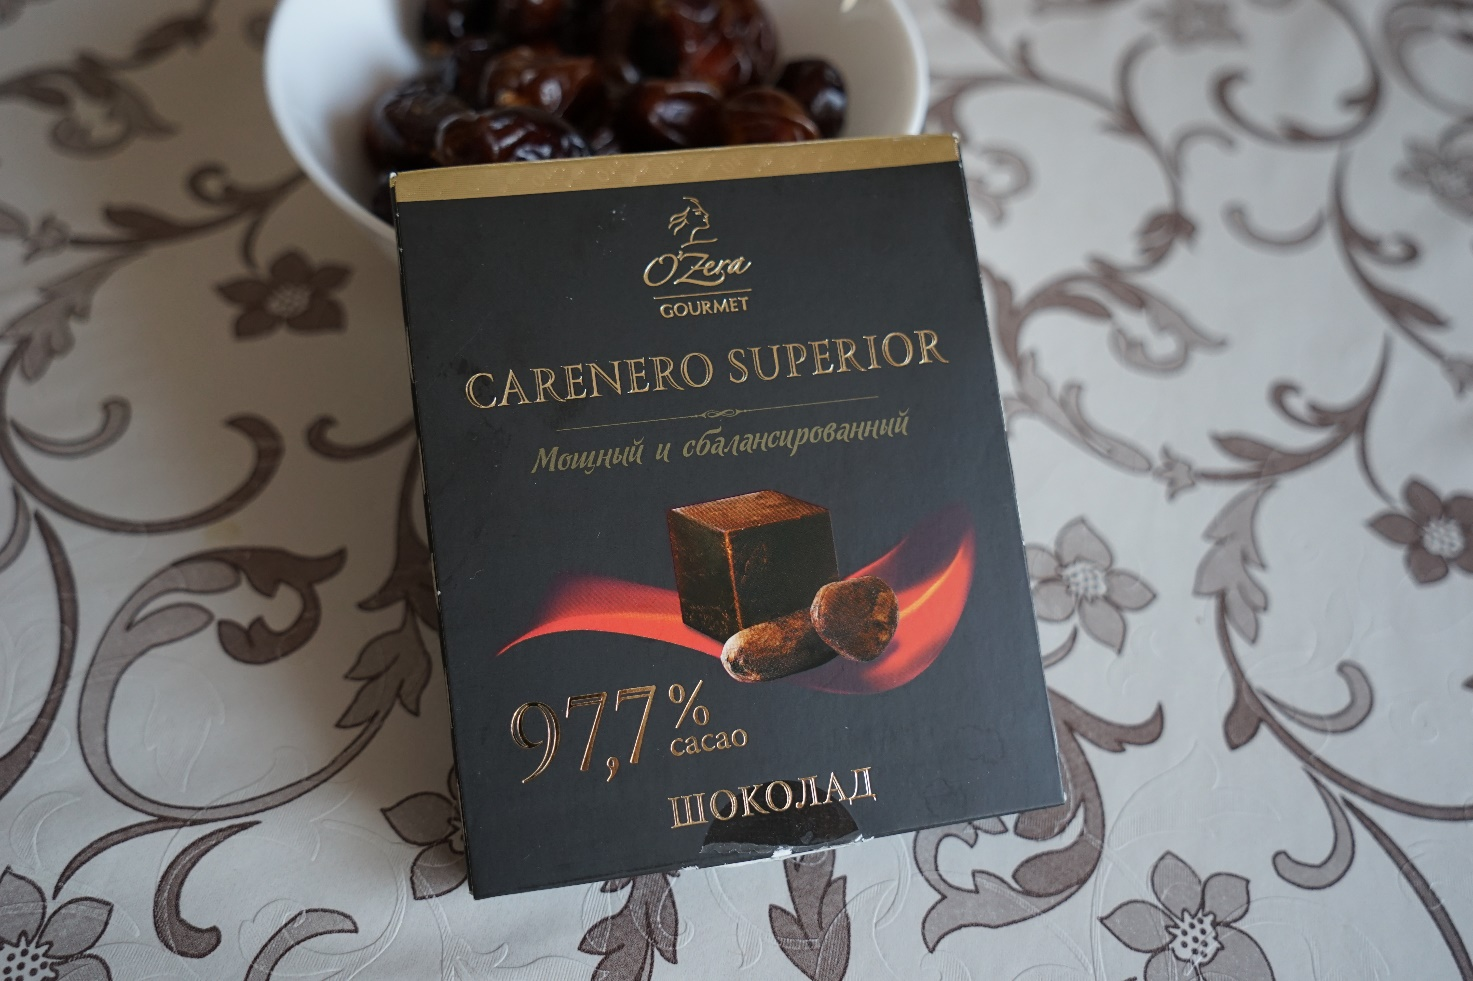 O'Zera
GOURMET
CARENERO SUPERIOR
Мощный и сбалансированный
97,7%
cacao
ШОКОЛАД